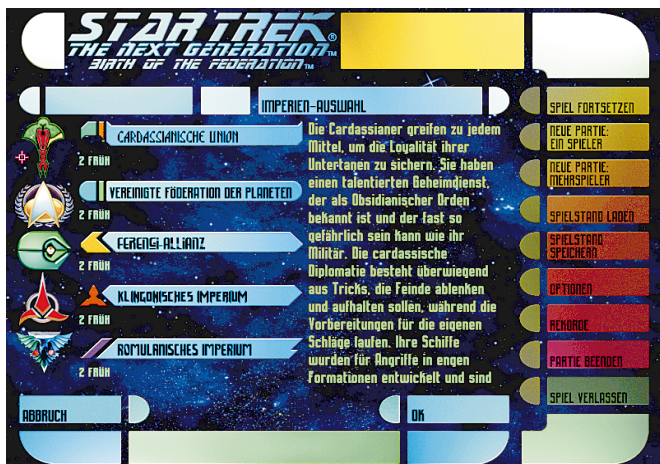 STAR TREK®
THE NEXT GENERATION™
BIRTH OF THE FEDERATION™
IMPERIEN-AUSWAHL
CARDASSIANISCHE UNION
2 FRÜH
VEREINIGTE FÖDERATION DER PLANETEN
2 FRÜH
FERENGI-ALLIANZ
2 FRÜH
KLINGONISCHES IMPERIUM
2 FRÜH
ROMULANISCHES IMPERIUM
2 FRÜH
Die Cardassianer greifen zu jedem
Mittel, um die Loyalität ihrer
Untertanen zu sichern. Sie haben
einen talentierten Geheimdienst,
der als Obsidianischer Orden
bekannt ist und der fast so
gefährlich sein kann wie ihr
Militär. Die cardassische
Diplomatie besteht überwiegend
aus Tricks, die Feinde ablenken
und aufhalten sollen, während die
Vorbereitungen für die eigenen
Schläge laufen. Ihre Schiffe
wurden für Angriffe in engen
Formationen entwickelt und sind
SPIEL FORTSETZEN
NEUE PARTIE:
EIN SPIELER
NEUE PARTIE:
MEHRSPIELER
SPIELSTAND LADEN
SPIELSTAND
SPEICHERN
OPTIONEN
REKORDE
PARTIE BEENDEN
SPIEL VERLASSEN
ABBRUCH
OK